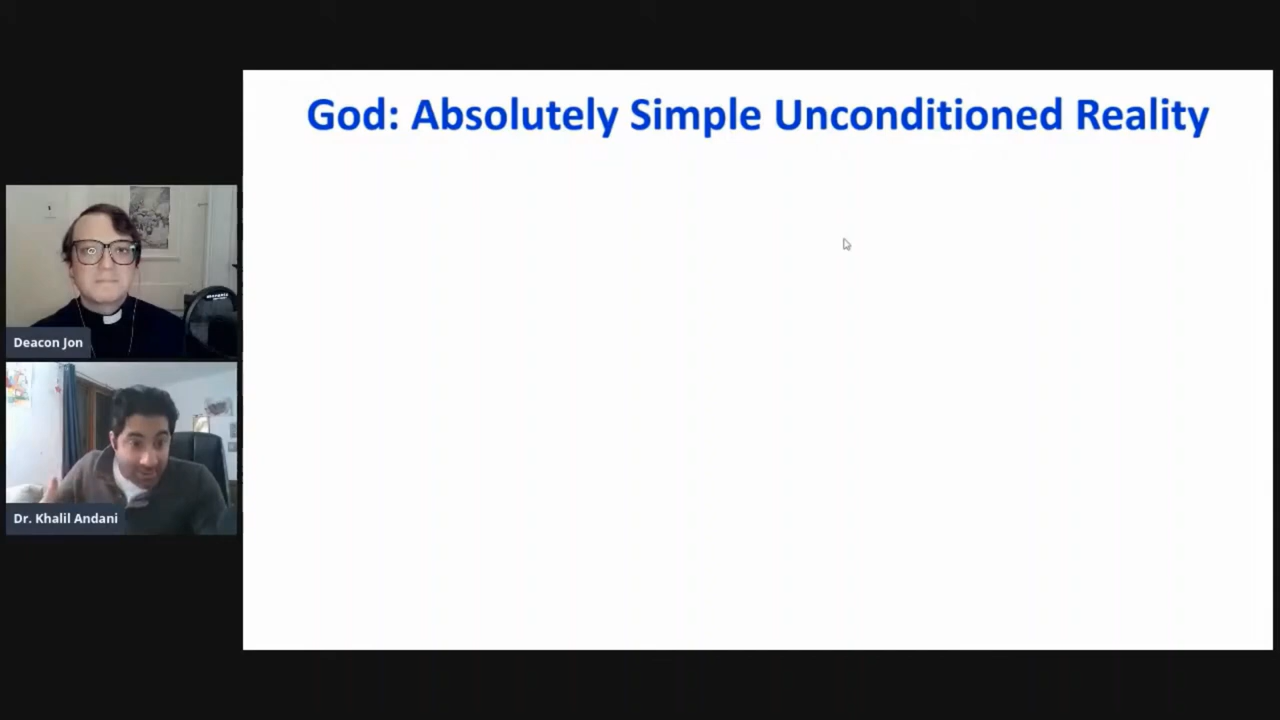 God: Absolutely Simple Unconditioned Reality
Deacon Jon
Dr. Khalil Andani